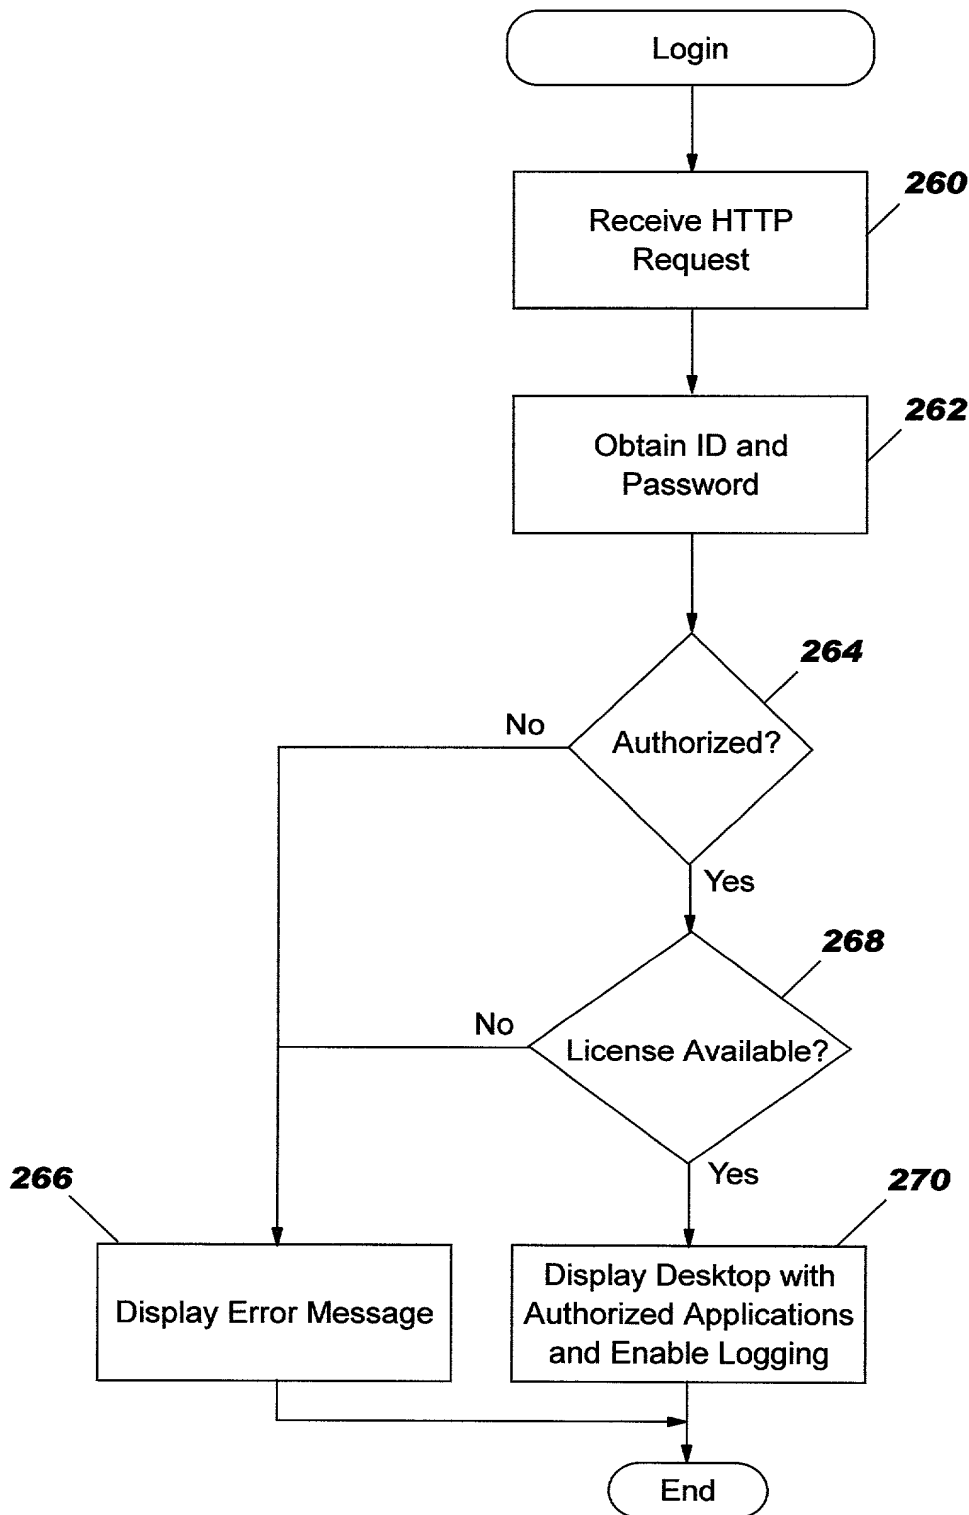 Login
260
Receive HTTP
Request
262
Obtain ID and
Password
264
No
Authorized?
Yes
268
No
License Available?
Yes
266
270
Display Error Message
Display Desktop with
Authorized Applications
and Enable Logging
End